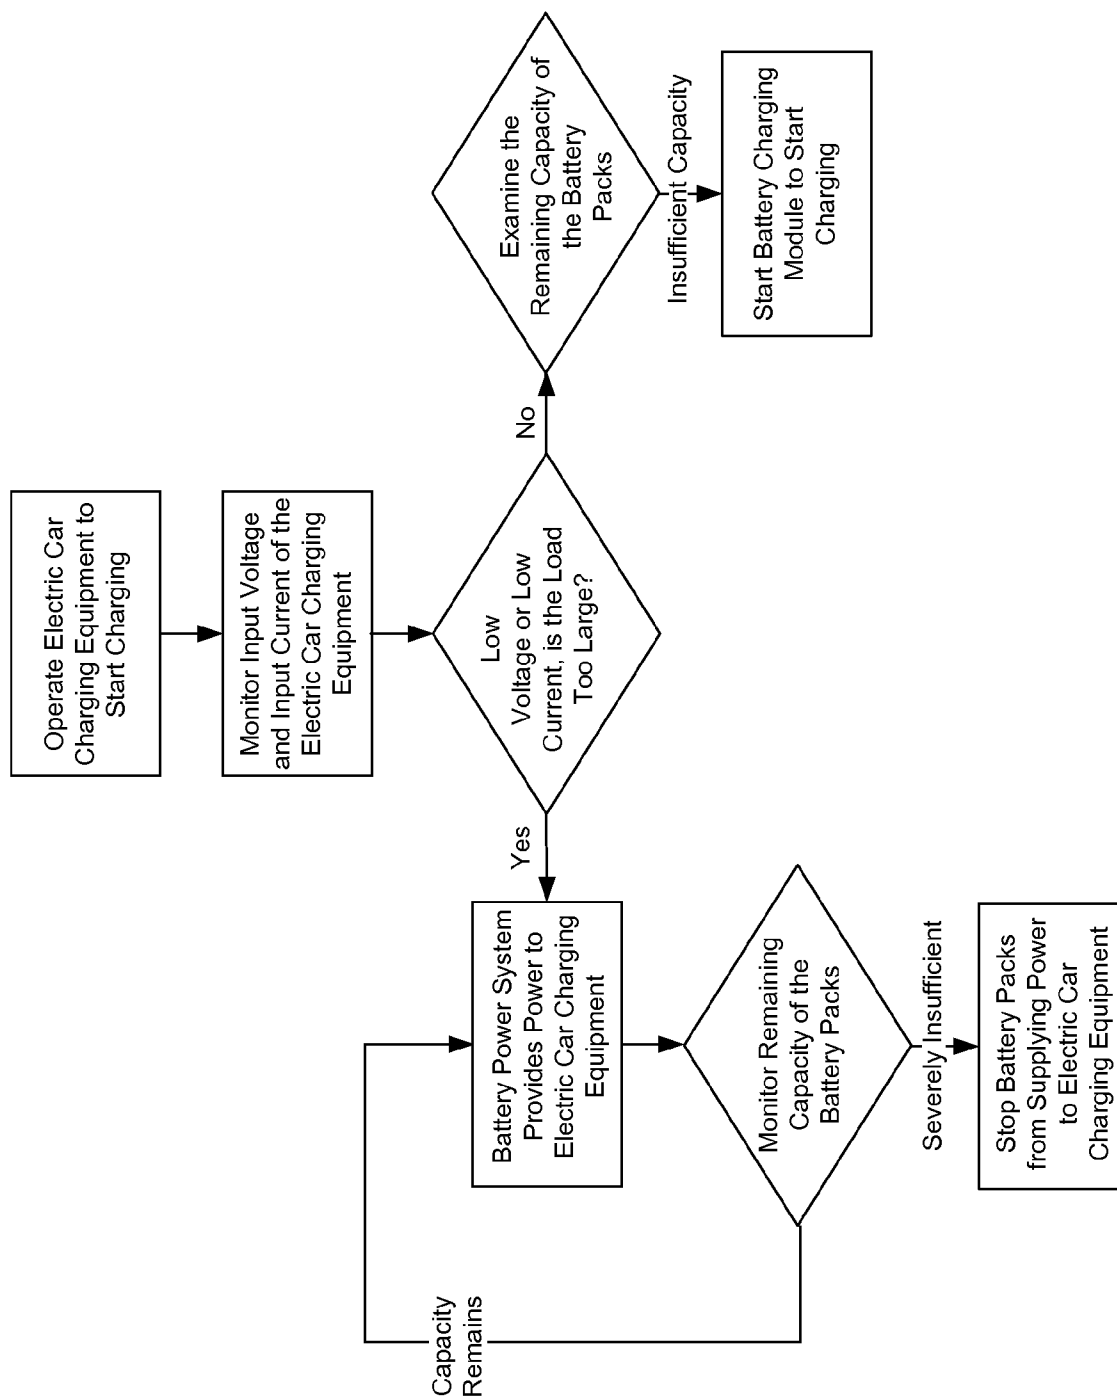 Operate Electric Car
Charging Equipment to
Start Charging
Monitor Input Voltage
and Input Current of the
Electric Car Charging
Equipment
Low
Voltage or Low
Current, is the Load
Too Large?
Yes
No
Battery Power System
Provides Power to
Electric Car Charging
Equipment
Examine the
Remaining Capacity of
the Battery
Packs
Capacity
Remains
Monitor Remaining
Capacity of the
Battery Packs
Insufficient Capacity
Severely Insufficient
Start Battery Charging
Module to Start
Charging
Stop Battery Packs
from Supplying Power
to Electric Car
Charging Equipment